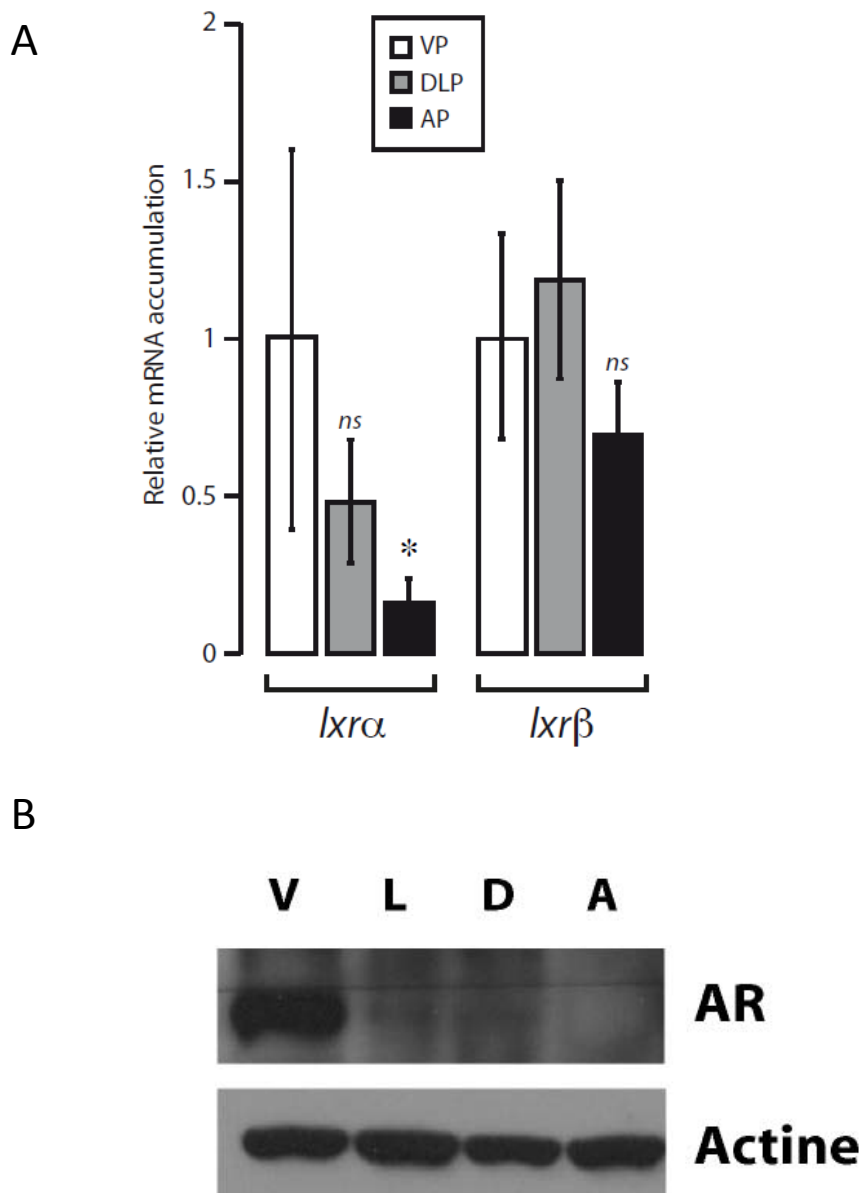 A
2
VP
DLP
AP
1.5
1
0.5
0
Relative mRNA accumulation
ns
*
ns
lxrα
lxrβ
B
V L D A
AR
Actine